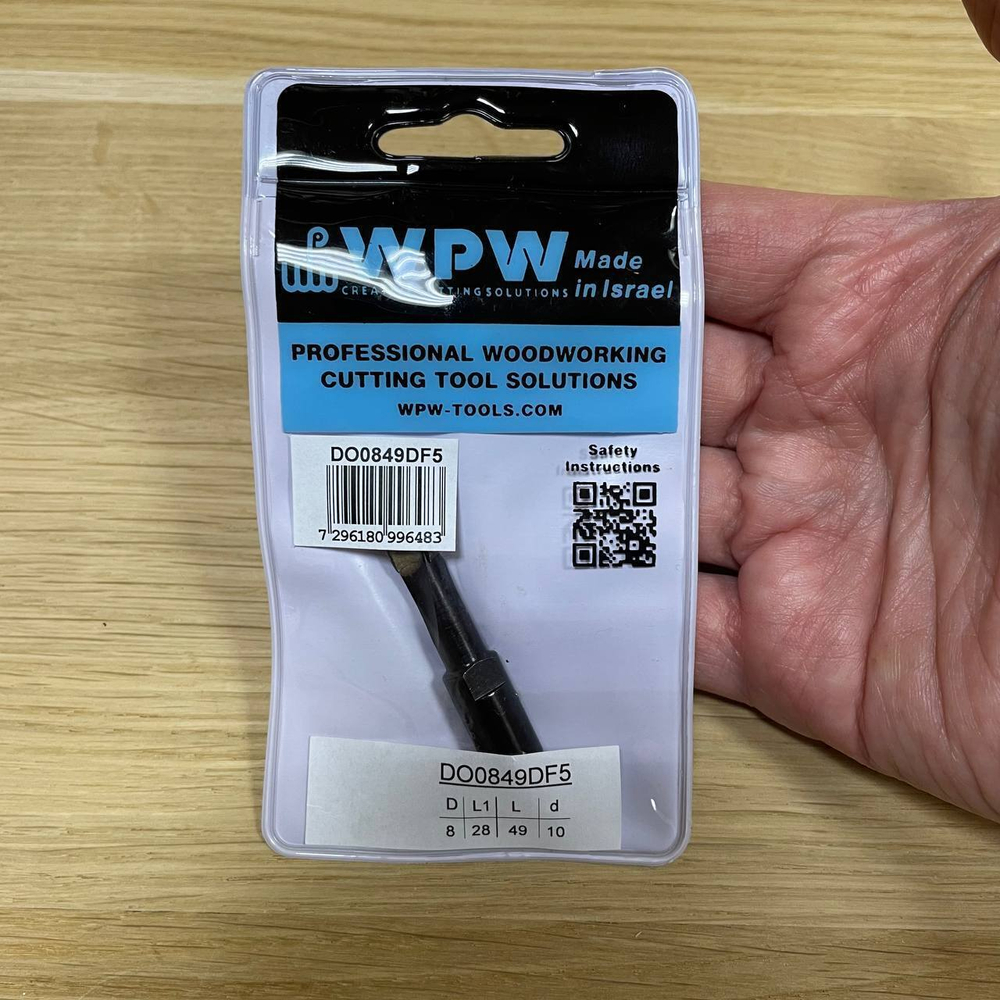 WPW
Made
in Israel
TTINGSOLUTIONS
PROFESSIONAL WOODWORKING
CUTTING TOOL SOLUTIONS
WPW-TOOLS.COM
DO0849DF5
7 296180 996483
Safety
Instructions
DO0849DF5
D L1 L d
8 28 49 10